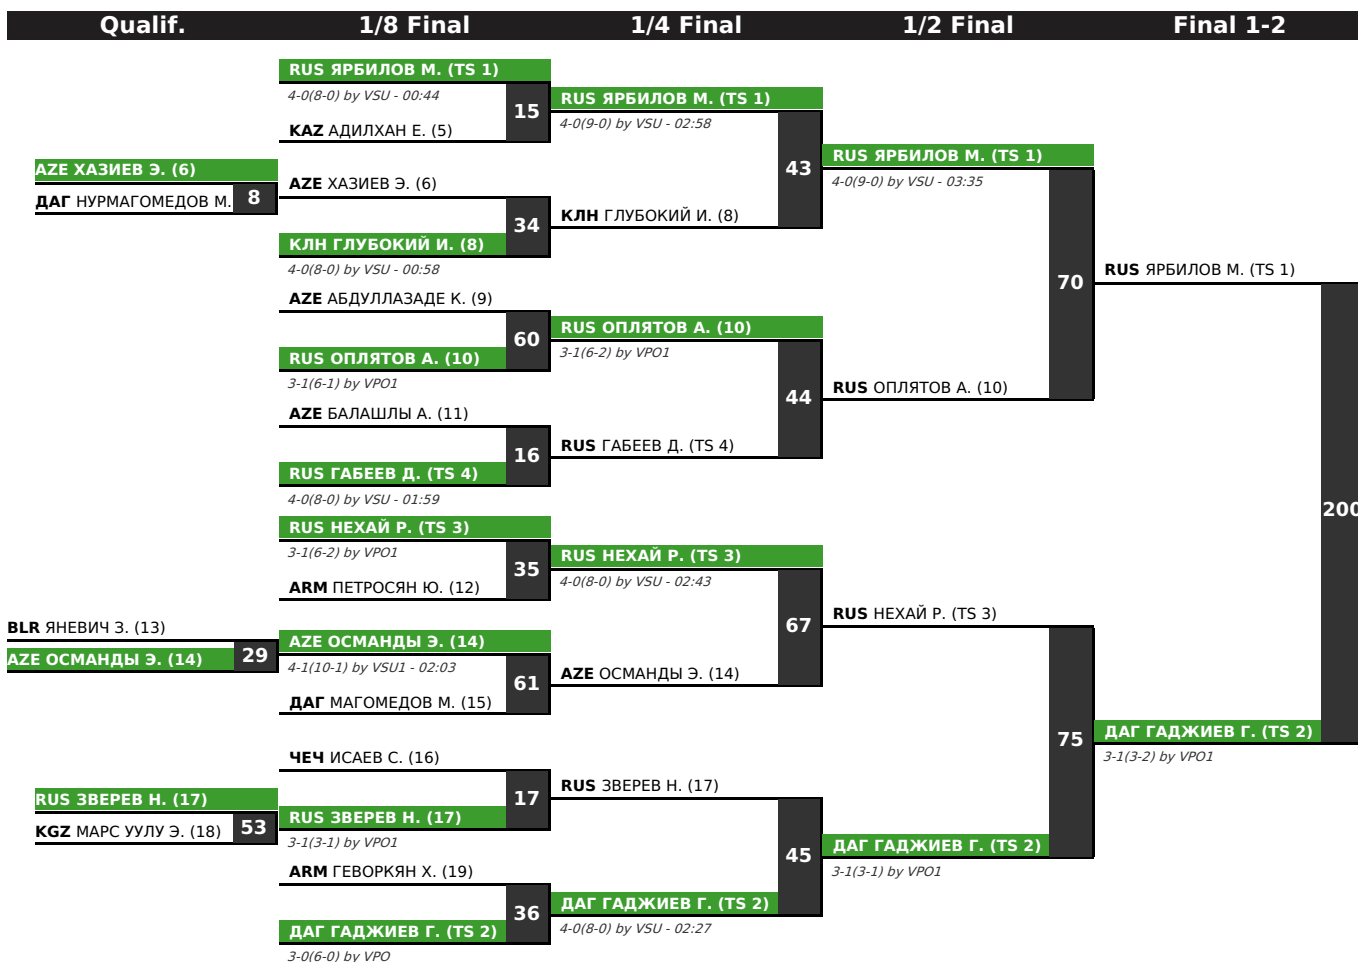 Qualif.
1/8 Final
1/4 Final
1/2 Final
Final 1-2
AZE ХАЗИЕВ Э. (6)
ДАГ НУРМАГОМЕДОВ М.
8
BLR ЯНЕВИЧ З. (13)
AZE ОСМАНДЫ Э. (14)
29
RUS ЗВЕРЕВ Н. (17)
KGZ МАРС УУЛУ Э. (18)
53
RUS ЯРБИЛОВ М. (TS 1)
4-0(8-0) by VSU - 00:44
KAZ АДИЛХАН Е. (5)
15
AZE ХАЗИЕВ Э. (6)
34
КЛН ГЛУБОКИЙ И. (8)
4-0(8-0) by VSU - 00:58
AZE АБДУЛЛАЗАДЕ К. (9)
60
RUS ОПЛЯТОВ А. (10)
3-1(6-1) by VPO1
AZE БАЛАШЛЫ А. (11)
16
RUS ГАБЕЕВ Д. (TS 4)
4-0(8-0) by VSU - 01:59
RUS НЕХАЙ Р. (TS 3)
3-1(6-2) by VPO1
35
ARM ПЕТРОСЯН Ю. (12)
AZE ОСМАНДЫ Э. (14)
4-1(10-1) by VSU1 - 02:03
61
ДАГ МАГОМЕДОВ М. (15)
ЧЕЧ ИСАЕВ С. (16)
17
RUS ЗВЕРЕВ Н. (17)
3-1(3-1) by VPO1
ARM ГЕВОРКЯН Х. (19)
36
ДАГ ГАДЖИЕВ Г. (TS 2)
3-0(6-0) by VPO
RUS ЯРБИЛОВ М. (TS 1)
4-0(9-0) by VSU - 02:58
43
КЛН ГЛУБОКИЙ И. (8)
RUS ОПЛЯТОВ А. (10)
3-1(6-2) by VPO1
44
RUS ГАБЕЕВ Д. (TS 4)
RUS НЕХАЙ Р. (TS 3)
4-0(8-0) by VSU - 02:43
67
AZE ОСМАНДЫ Э. (14)
RUS ЗВЕРЕВ Н. (17)
45
ДАГ ГАДЖИЕВ Г. (TS 2)
4-0(8-0) by VSU - 02:27
RUS ЯРБИЛОВ М. (TS 1)
4-0(9-0) by VSU - 03:35
70
RUS ОПЛЯТОВ А. (10)
RUS НЕХАЙ Р. (TS 3)
75
ДАГ ГАДЖИЕВ Г. (TS 2)
3-1(3-1) by VPO1
RUS ЯРБИЛОВ М. (TS 1)
200
ДАГ ГАДЖИЕВ Г. (TS 2)
3-1(3-2) by VPO1